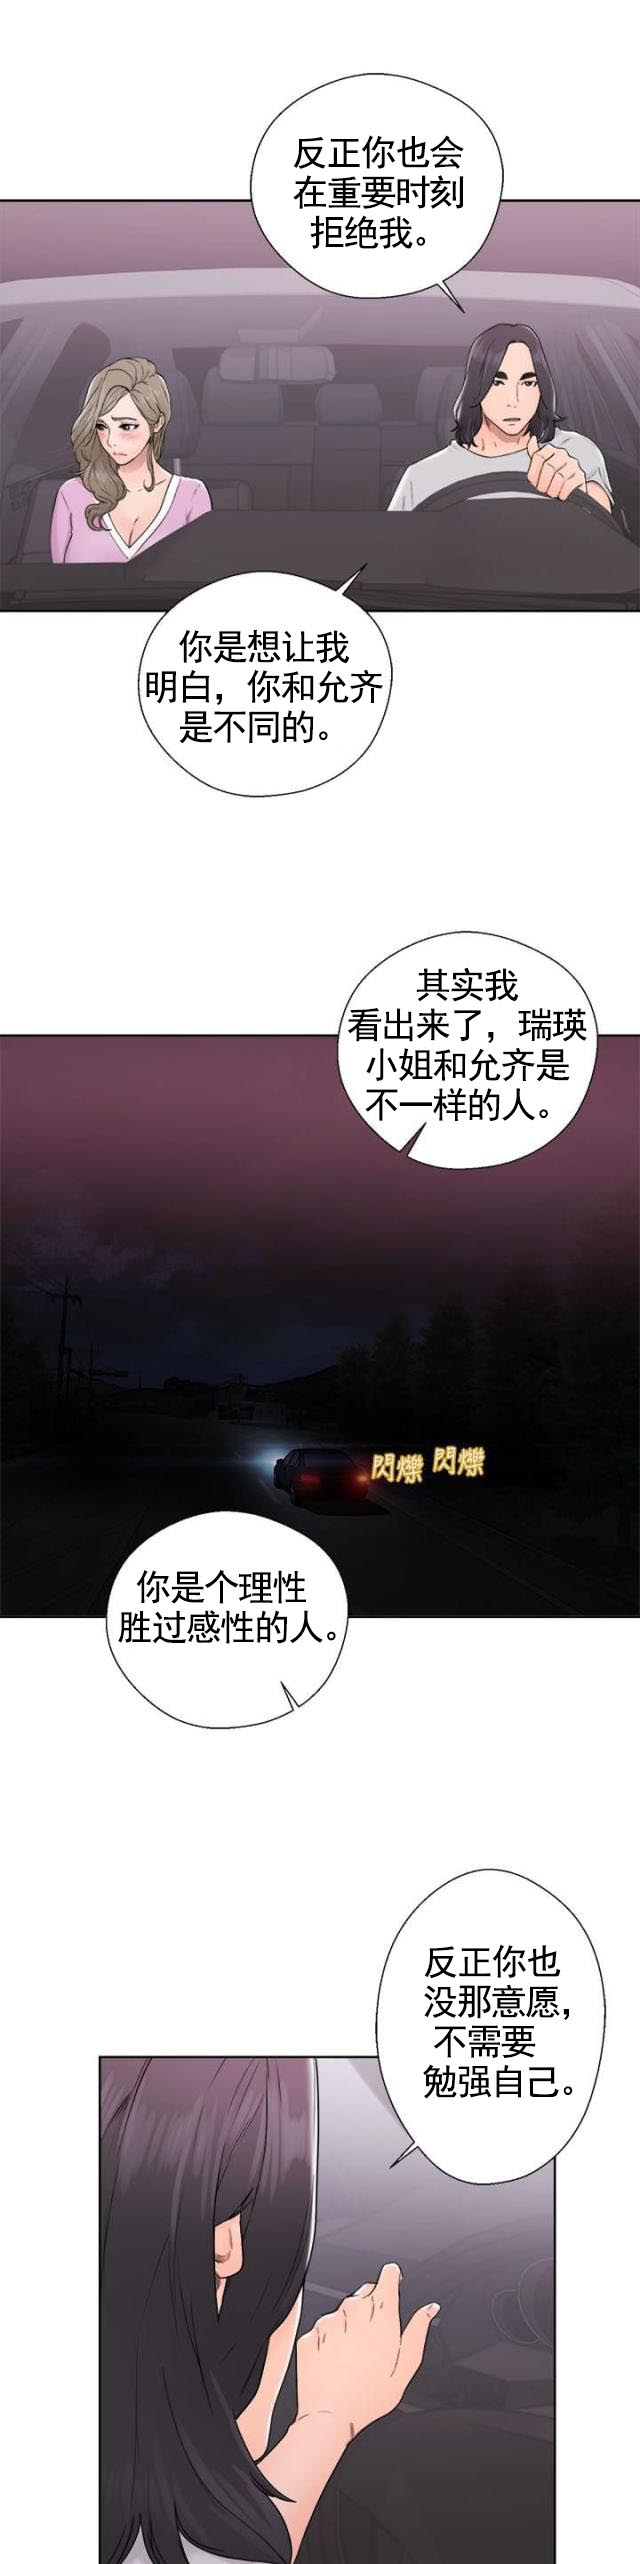 反正你也会
在重要时刻
拒绝我。
你是想让我
明白，你和允齐
是不同的。
其实我
看出来了，瑞瑛
小姐和允齐是
不一样的人。
閃爍 閃爍
你是个理性
胜过感性的人。
反正你也
没那意愿，
不需要
勉强自己。